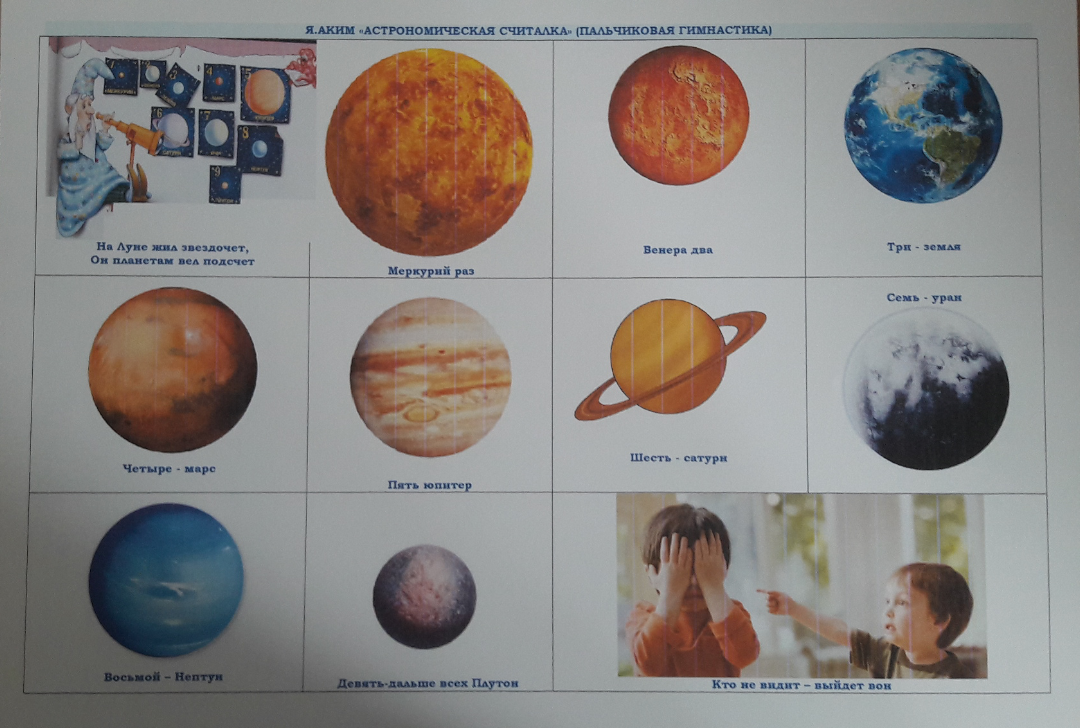 Я.АКИМ «АСТРОНОМИЧЕСКАЯ СЧИТАЛКА» (ПАЛЬЧИКОВАЯ ГИМНАСТИКА)
На Луне жил звездочет,
Он планетам вел подсчет
Меркурий раз
Венера два
Три - земля
Четыре - марс
Пять юпитер
Шесть - сатурн
Семь - уран
Восьмой – Нептун
Девять-дальше всех Плутон
Кто не видит – выйдет вон